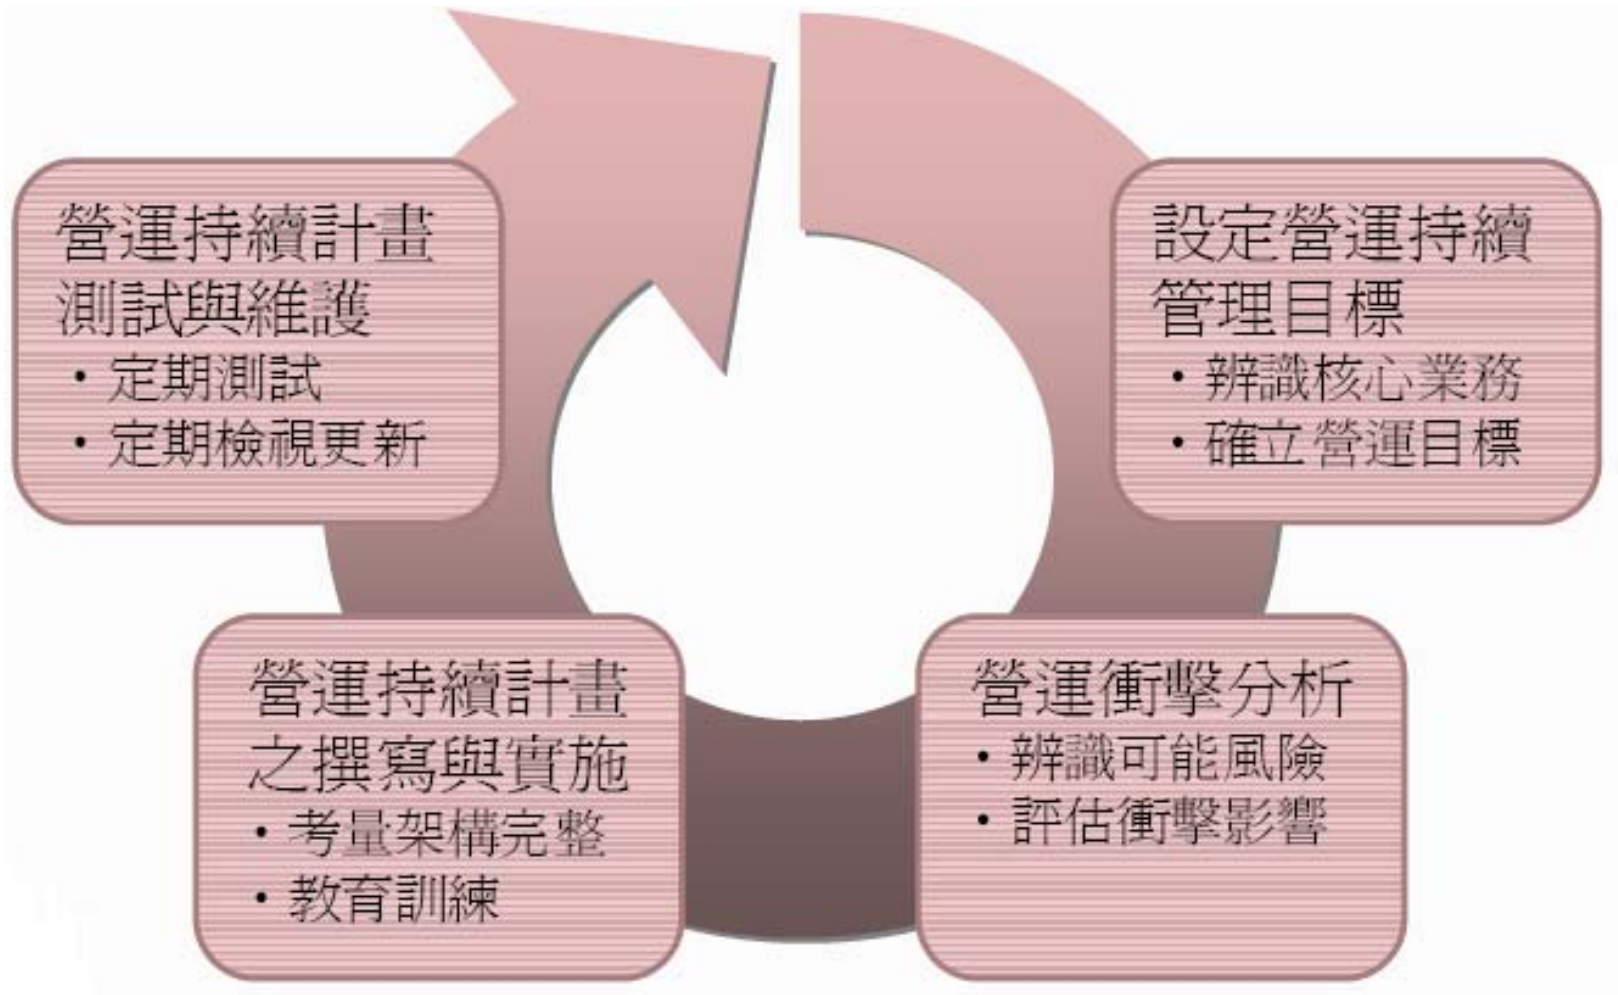 設定營運持續
管理目標
・辨識核心業務
・確立營運目標
營運衝擊分析
・辨識可能風險
・評估衝擊影響
營運持續計畫
之撰寫與實施
・考量架構完整
・教育訓練
營運持續計畫
測試與維護
・定期測試
・定期檢視更新